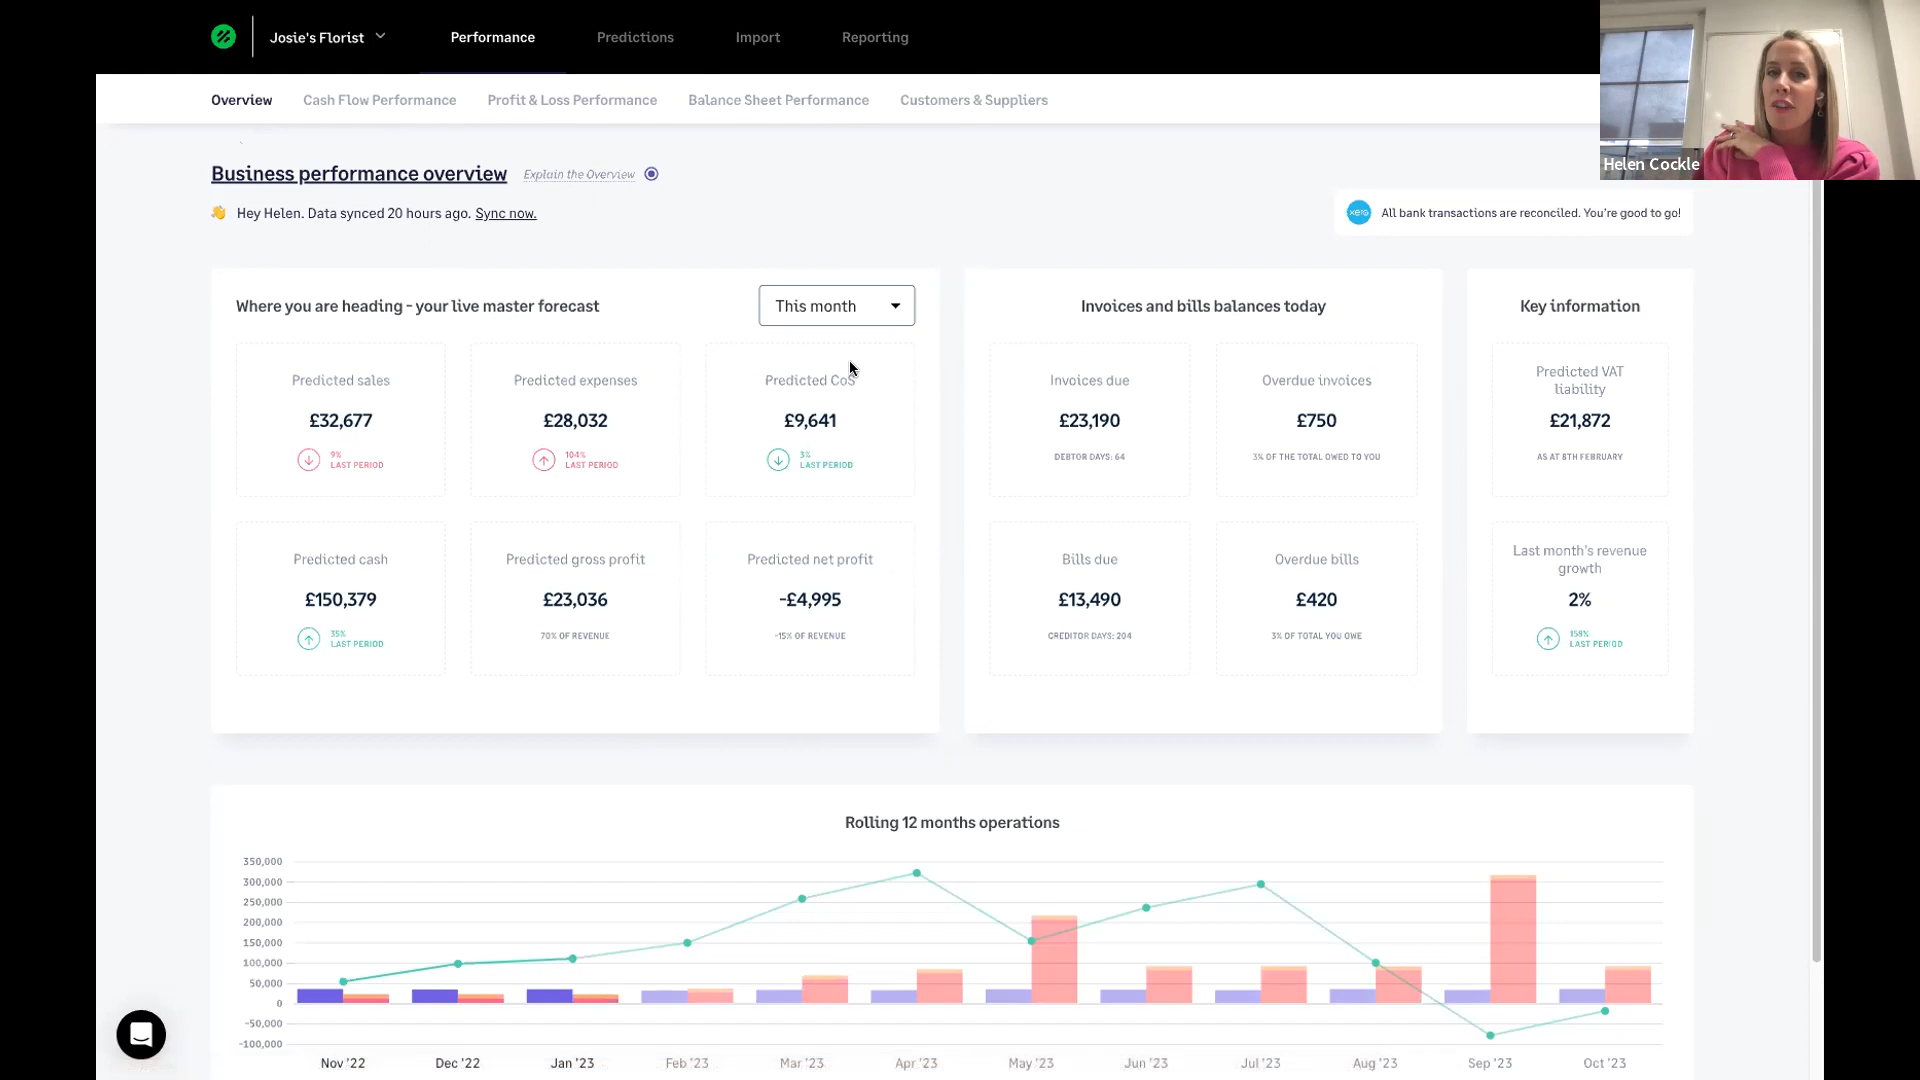 Josie's Florist
Performance
Predictions
Import
Reporting
Overview
Cash Flow Performance
Profit & Loss Performance
Balance Sheet Performance
Customers & Suppliers
Helen Cockle
Business performance overview
Explain the Overview
Hey Helen. Data synced 20 hours ago. Sync now.
xero
All bank transactions are reconciled. You're good to go!
Where you are heading - your live master forecast
This month
Predicted sales
£32,677
9%
LAST PERIOD
Predicted expenses
£28,032
104%
LAST PERIOD
Predicted CoS
£9,641
3%
LAST PERIOD
Predicted cash
£150,379
35%
LAST PERIOD
Predicted gross profit
£23,036
70% OF REVENUE
Predicted net profit
-£4,995
-15% OF REVENUE
Invoices and bills balances today
Invoices due
£23,190
DEBTOR DAYS: 64
Overdue invoices
£750
3% OF THE TOTAL OWED TO YOU
Bills due
£13,490
CREDITOR DAYS: 204
Overdue bills
£420
3% OF TOTAL YOU OWE
Key information
Predicted VAT
liability
£21,872
AS AT 8TH FEBRUARY
Last month's revenue
growth
2%
158%
LAST PERIOD
Rolling 12 months operations
350,000
300,000
250,000
200,000
150,000
100,000
50,000
0
-50,000
-100,000
Nov '22
Dec '22
Jan '23
Feb '23
Mar '23
Apr '23
May '23
Jun '23
Jul '23
Aug '23
Sep '23
Oct '23